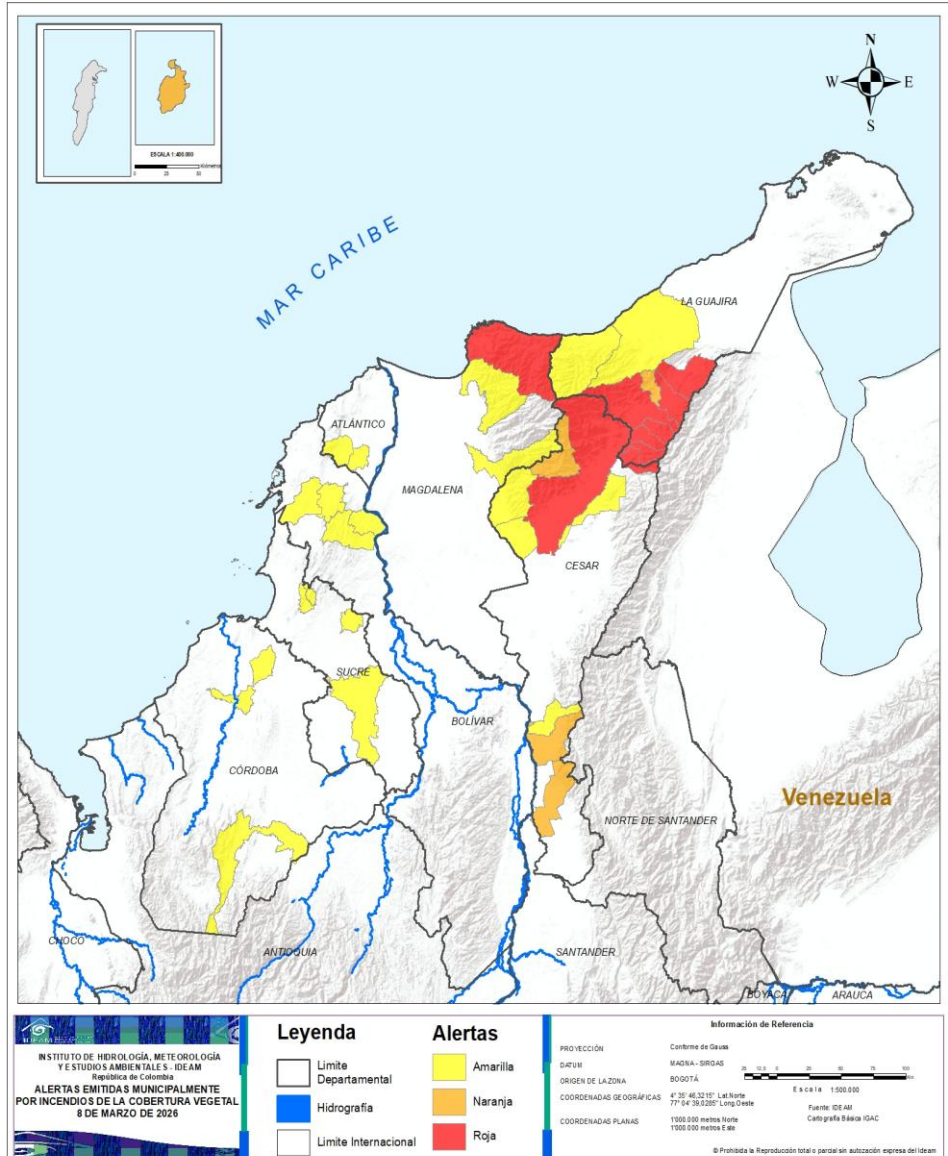 ESCALA 1:400.000
Kilómetros
N
W
E
S
MAR CARIBE
LA GUAJIRA
ATLÁNTICO
MAGDALENA
CESAR
SUCRE
BOLÍVAR
CÓRDOBA
Venezuela
NORTE DE SANTANDER
CHOCÓ
ANTIOQUIA
SANTANDER
BOYACÁ
ARAUCA
IDEAM
INSTITUTO DE HIDROLOGÍA, METEOROLOGÍA
Y ESTUDIOS AMBIENTALES - IDEAM
República de Colombia
ALERTAS EMITIDAS MUNICIPALMENTE
POR INCENDIOS DE LA COBERTURA VEGETAL
8 DE MARZO DE 2026
Leyenda
Limite
Departamental
Hidrografía
Limite Internacional
Alertas
Amarilla
Naranja
Roja
Información de Referencia
PROYECCIÓN Conforme de Gauss
DATUM MAGNA - SIRGAS
ORIGEN DE LA ZONA BOGOTÁ
COORDENADAS GEOGRÁFICAS 4° 35' 46,3215" Lat.Norte
77° 04' 39,0285" Long.Oeste
COORDENADAS PLANAS 1'000.000 metros Norte
1'000.000 metros Este
Escala 1:500.000
Fuente: IDEAM
Cartografía Básica IGAC
© Prohibida la Reproducción total o parcial sin autozación expresa del Ideam